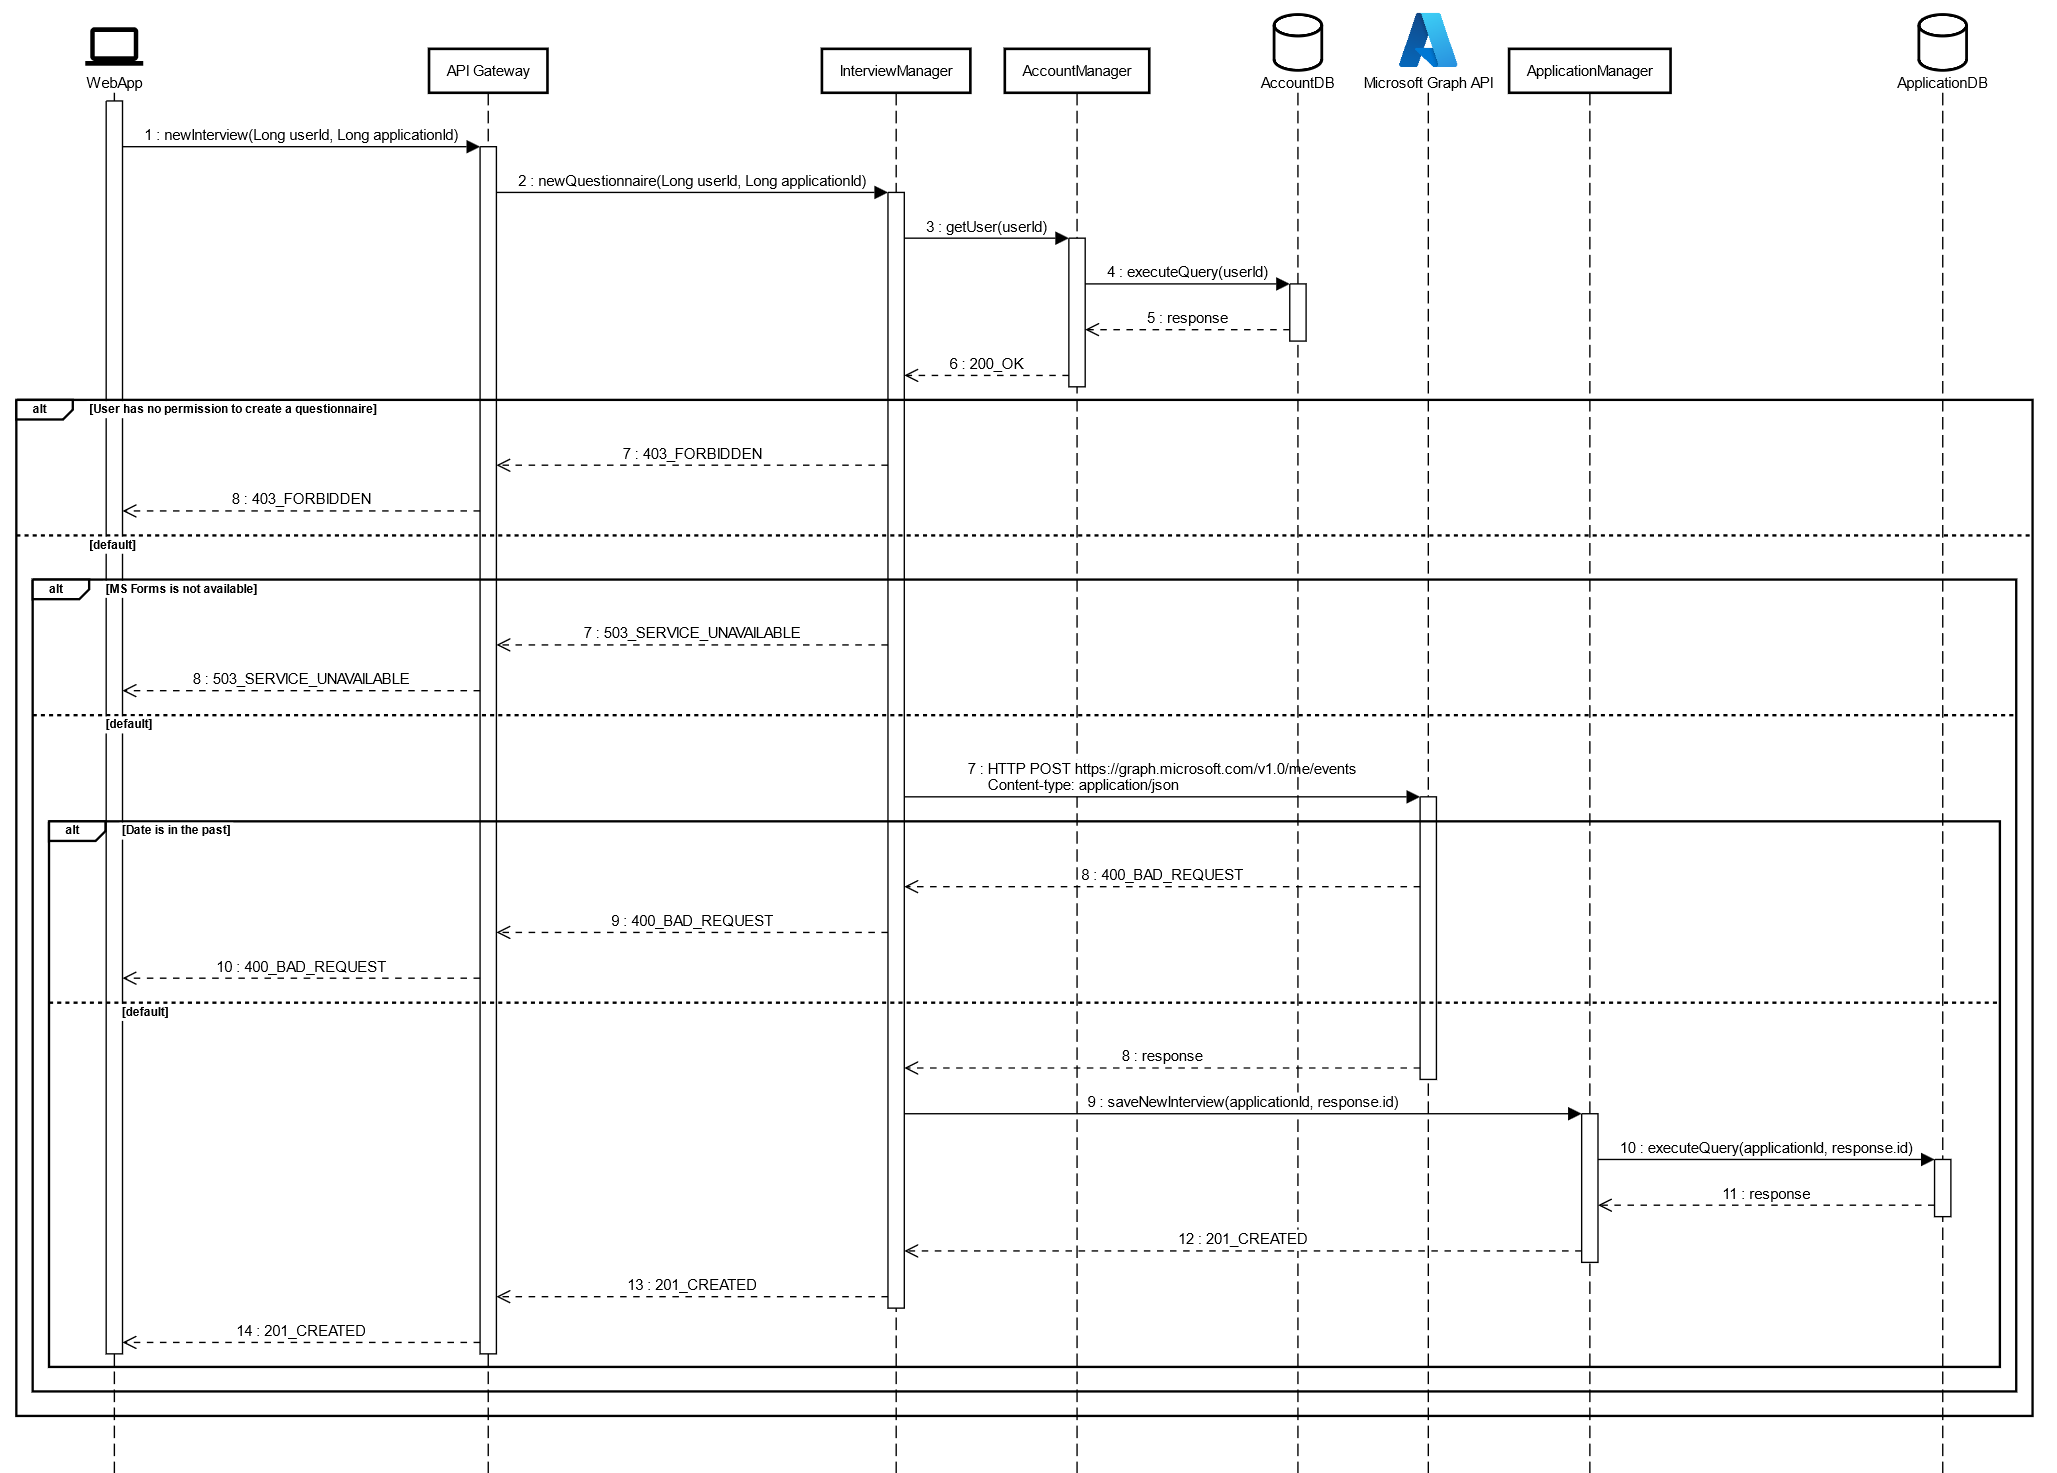 WebApp
API Gateway
InterviewManager
AccountManager
AccountDB
Microsoft Graph API
ApplicationManager
ApplicationDB
1 : newInterview(Long userId, Long applicationId)
2 : newQuestionnaire(Long userId, Long applicationId)
3 : getUser(userId)
4 : executeQuery(userId)
5 : response
6 : 200_OK
alt
[User has no permission to create a questionnaire]
7 : 403_FORBIDDEN
8 : 403_FORBIDDEN
[default]
alt
[MS Forms is not available]
7 : 503_SERVICE_UNAVAILABLE
8 : 503_SERVICE_UNAVAILABLE
[default]
7 : HTTP POST https://graph.microsoft.com/v1.0/me/events
Content-type: application/json
alt
[Date is in the past]
8 : 400_BAD_REQUEST
9 : 400_BAD_REQUEST
10 : 400_BAD_REQUEST
[default]
8 : response
9 : saveNewInterview(applicationId, response.id)
10 : executeQuery(applicationId, response.id)
11 : response
12 : 201_CREATED
13 : 201_CREATED
14 : 201_CREATED